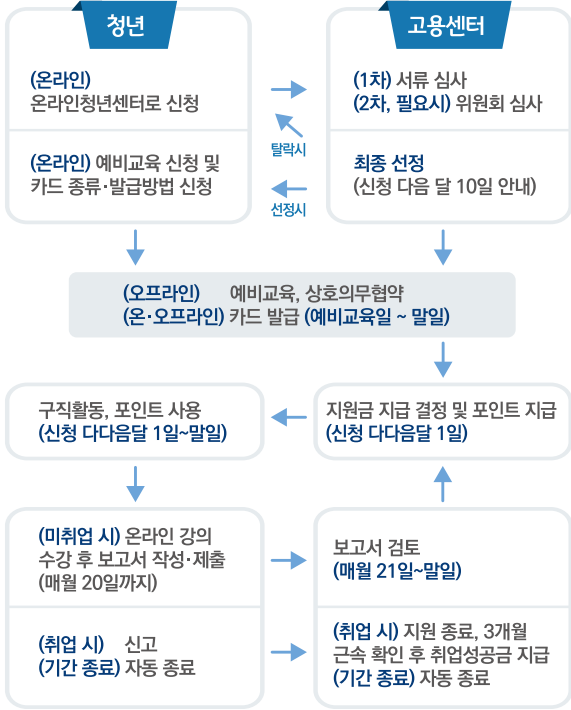 청년
고용센터
(온라인)
온라인청년센터로 신청
(1차) 서류 심사
(2차, 필요시) 위원회 심사
탈락시
(온라인) 예비교육 신청 및
카드 종류·발급방법 신청
최종 선정
(신청 다음 달 10일 안내)
선정시
(오프라인) 예비교육, 상호의무협약
(온·오프라인) 카드 발급 (예비교육일 ~ 말일)
구직활동, 포인트 사용
(신청 다다음달 1일~말일)
지원금 지급 결정 및 포인트 지급
(신청 다다음달 1일)
(미취업 시) 온라인 강의
수강 후 보고서 작성·제출
(매월 20일까지)
보고서 검토
(매월 21일~말일)
(취업 시) 신고
(기간 종료) 자동 종료
(취업 시) 지원 종료, 3개월
근속 확인 후 취업성공금 지급
(기간 종료) 자동 종료